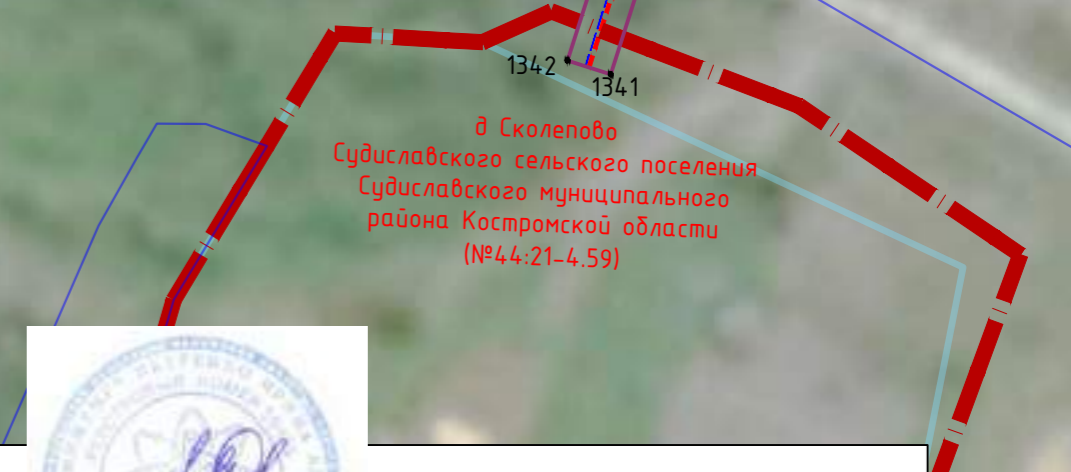 1342
1341
д Сколепово
Судиславского сельского поселения
Судиславского муниципального
района Костромской области
(№44:21-4.59)